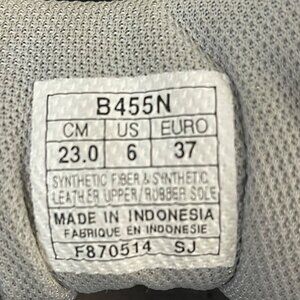 B455N
CM US EURO
23.0 6 37
SYNTHETIC FIBER & SYNTHETIC
LEATHER UPPER/RUBBER SOLE
MADE IN INDONESIA
FABRIQUE EN INDONESIE
F870514 SJ